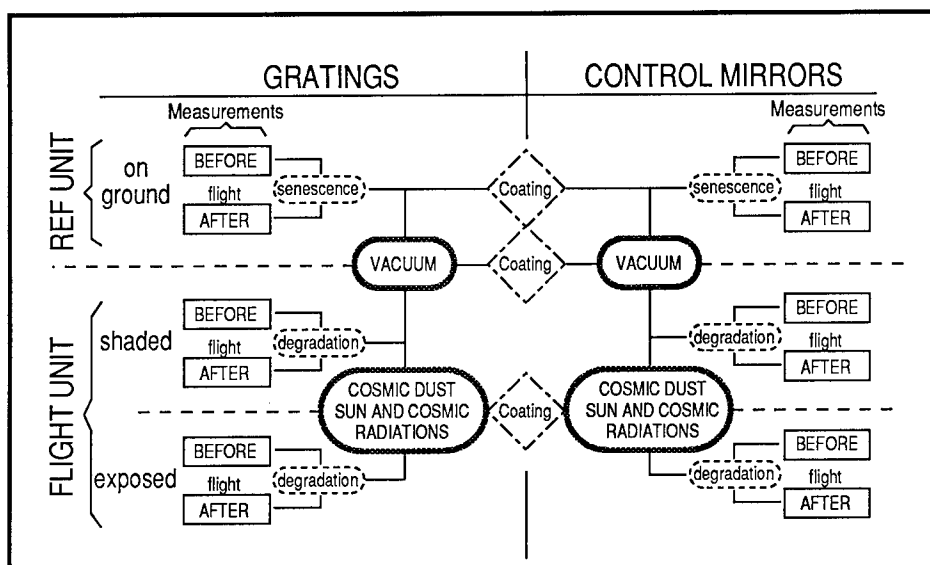 GRATINGS
CONTROL MIRRORS
Measurements
Measurements
REF UNIT
on
ground
BEFORE
flight
AFTER
senescence
Coating
senescence
BEFORE
flight
AFTER
VACUUM
Coating
VACUUM
FLIGHT UNIT
shaded
BEFORE
flight
AFTER
degradation
degradation
BEFORE
flight
AFTER
COSMIC DUST
SUN AND COSMIC
RADIATIONS
Coating
COSMIC DUST
SUN AND COSMIC
RADIATIONS
exposed
BEFORE
flight
AFTER
degradation
degradation
BEFORE
flight
AFTER